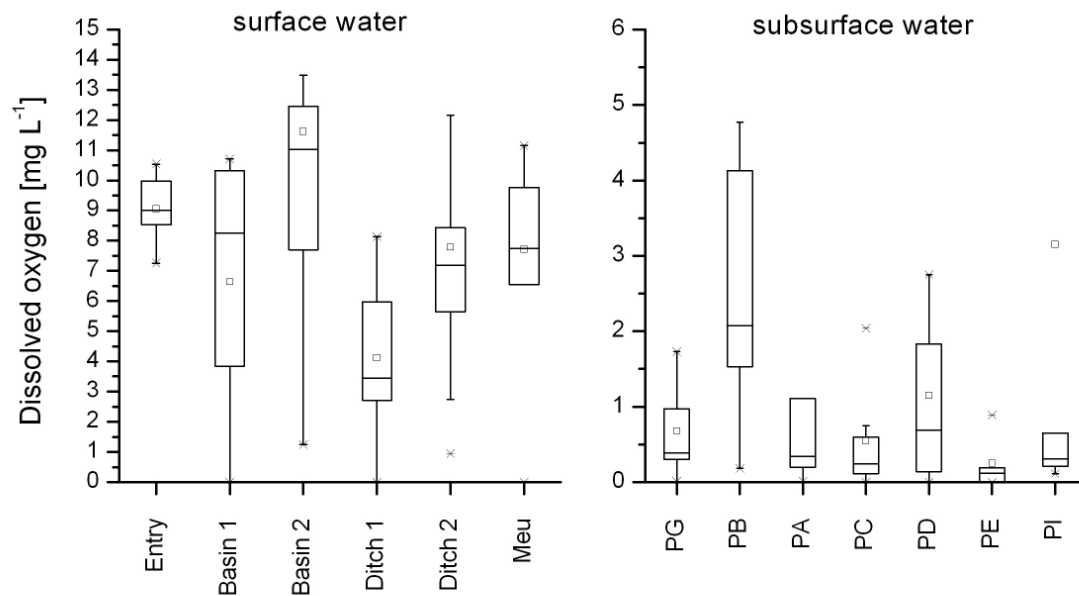 surface water
subsurface water
Dissolved oxygen [mg L⁻¹]
15
14
13
12
11
10
9
8
7
6
5
4
3
2
1
0
Entry
Basin 1
Basin 2
Ditch 1
Ditch 2
Meu
6
5
4
3
2
1
0
PG
PB
PA
PC
PD
PE
PI